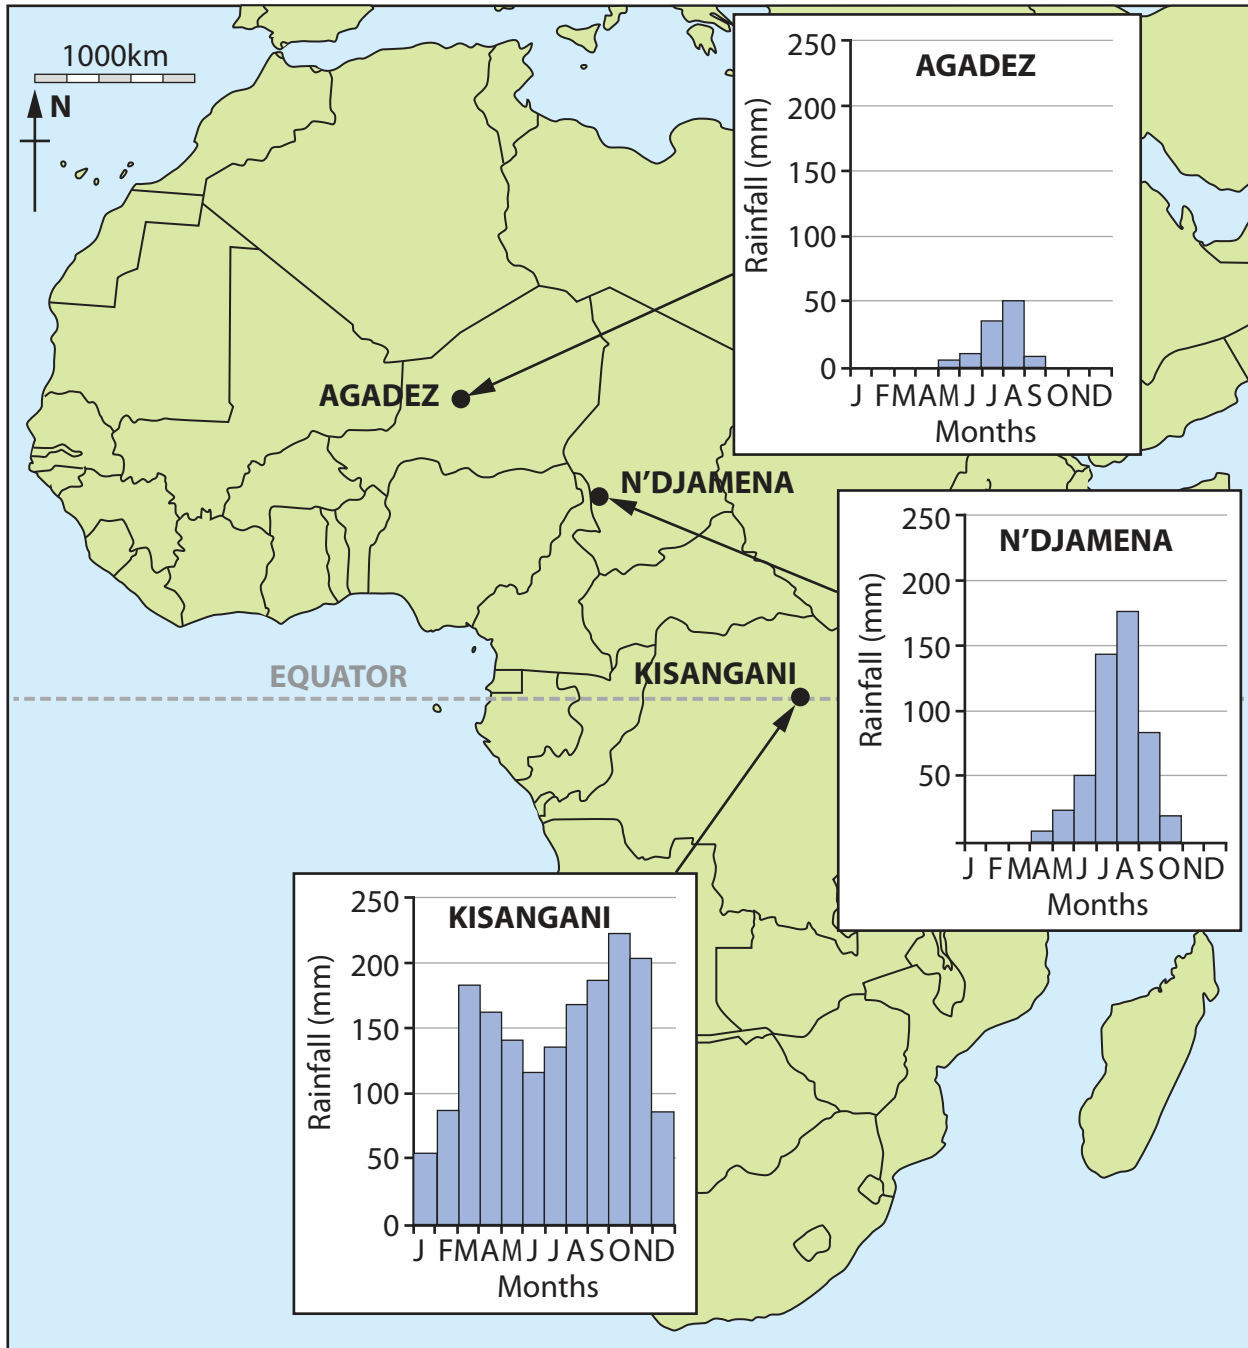 1000km
N
AGADEZ
Rainfall (mm)
250
200
150
100
50
0
J F M A M J J A S O N D
Months
AGADEZ
N'DJAMENA
N'DJAMENA
Rainfall (mm)
250
200
150
100
50
J F M A M J J A S O N D
Months
EQUATOR
KISANGANI
KISANGANI
Rainfall (mm)
250
200
150
100
50
0
J F M A M J J A S O N D
Months